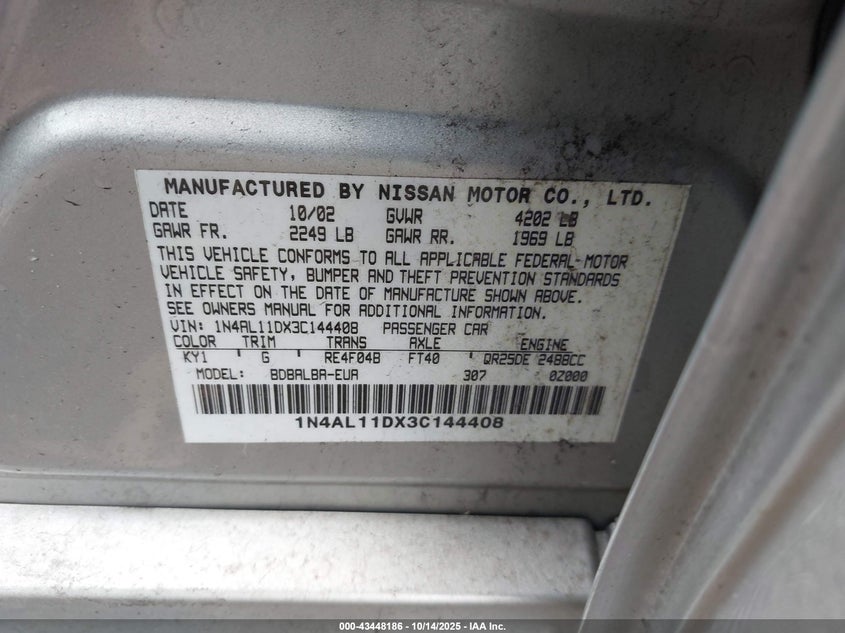 MANUFACTURED BY NISSAN MOTOR CO., LTD.
DATE 10/02 GVWR 4202 LB
GAWR FR. 2249 LB GAWR RR. 1969 LB
THIS VEHICLE CONFORMS TO ALL APPLICABLE FEDERAL-MOTOR
VEHICLE SAFETY, BUMPER AND THEFT PREVENTION STANDARDS
IN EFFECT ON THE DATE OF MANUFACTURE SHOWN ABOVE.
SEE OWNERS MANUAL FOR ADDITIONAL INFORMATION.
VIN: 1N4AL11DX3C144408 PASSENGER CAR
COLOR TRIM TRANS AXLE ENGINE
KY1 G RE4F04B FT40 QR25DE 2488CC
MODEL: BDBALBA-EUA 307 0Z000
1N4AL11DX3C144408
000-43448186 - 10/14/2025 - IAA Inc.